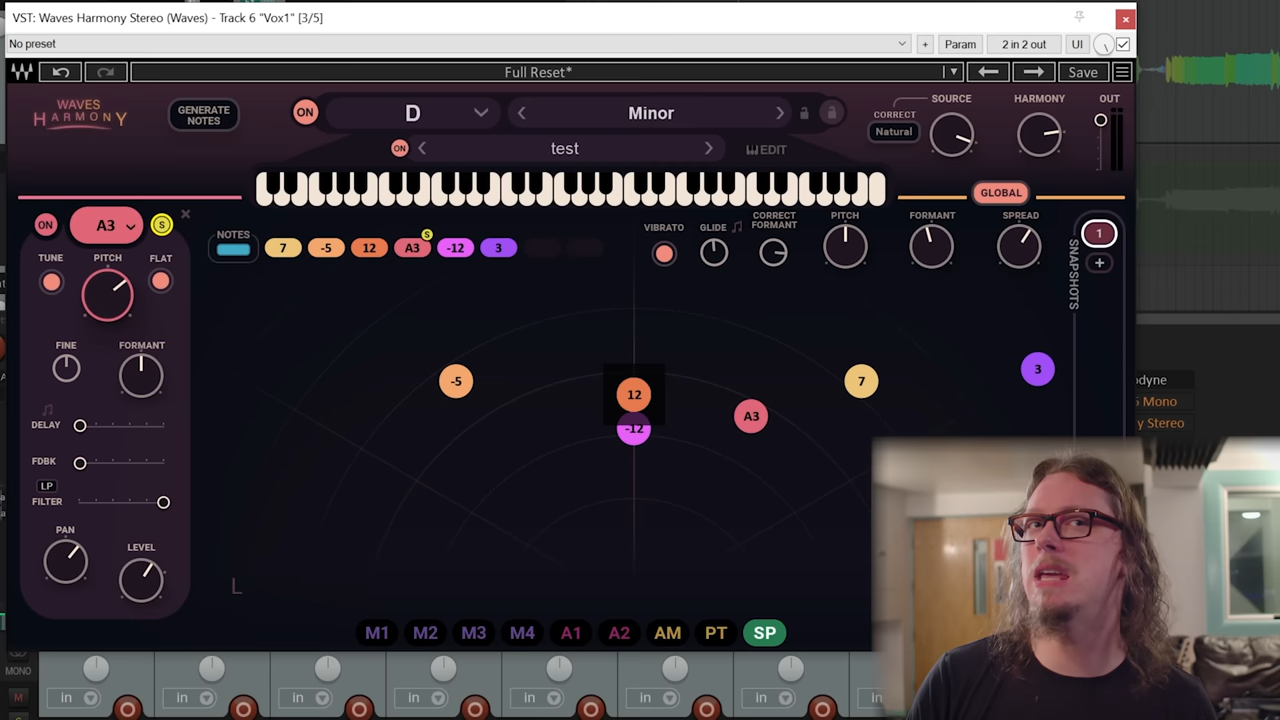 VST: Waves Harmony Stereo (Waves) - Track 6 "Vox1" [3/5]
No preset
+ Param 2 in 2 out UI
Full Reset*
Save
WAVES
HARMONY
GENERATE
NOTES
ON D Minor
CORRECT
Natural
SOURCE HARMONY OUT
ON test EDIT
GLOBAL
ON A3 S
TUNE PITCH FLAT
NOTES 7 -5 12 A3 S -12 3
VIBRATO GLIDE CORRECT
FORMANT PITCH FORMANT SPREAD
1
+
SNAPSHOTS
FINE FORMANT
-5 12 -12 A3 7 3
DELAY
FDBK
LP
FILTER
PAN LEVEL
L
M1 M2 M3 M4 A1 A2 AM PT SP
odyne
Mono
y Stereo
MONO
M
in in in in in in in in